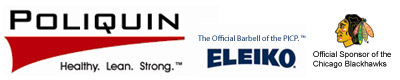 POLIQUIN
Healthy. Lean. Strong.™
The Official Barbell of the PICP.™
ELEIKO®
Official Sponsor of the
Chicago Blackhawks